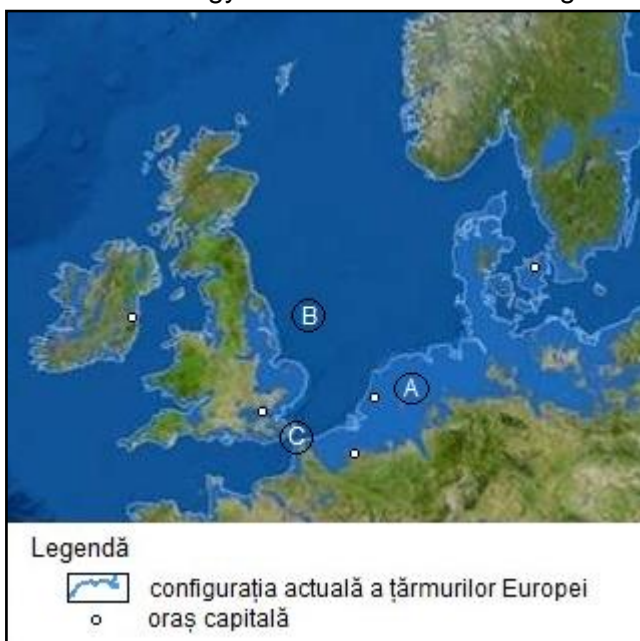 B
A
C
Legendă
configurația actuală a țărmurilor Europei
oraș capitală